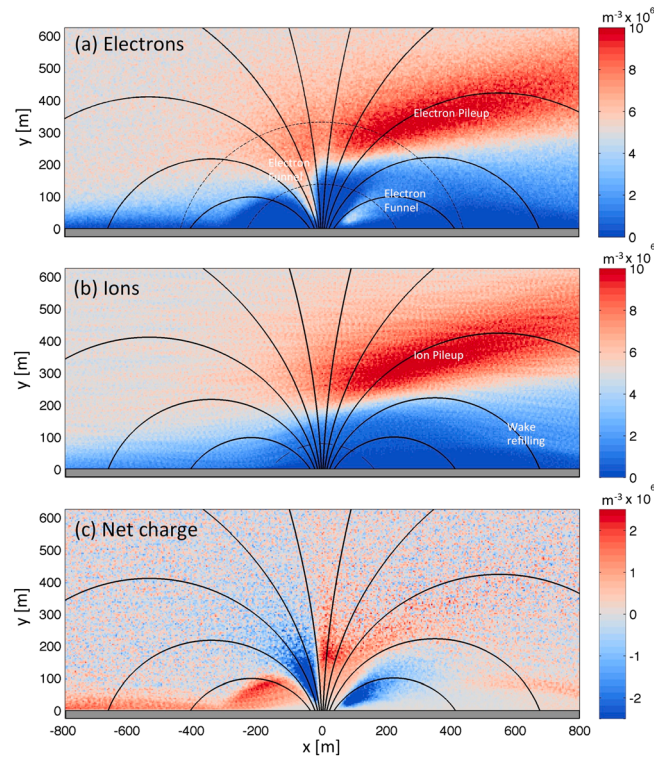 m⁻³ x 10⁶
(a) Electrons
y [m]
600
500
400
300
200
100
0
Electron Pileup
Electron
Funnel
Electron
Funnel
10
8
6
4
2
0
m⁻³ x 10⁶
(b) Ions
y [m]
600
500
400
300
200
100
0
Ion Pileup
Wake
refilling
10
8
6
4
2
0
m⁻³ x 10⁶
(c) Net charge
y [m]
600
500
400
300
200
100
0
2
1
0
-1
-2
-800 -600 -400 -200 0 200 400 600 800
x [m]